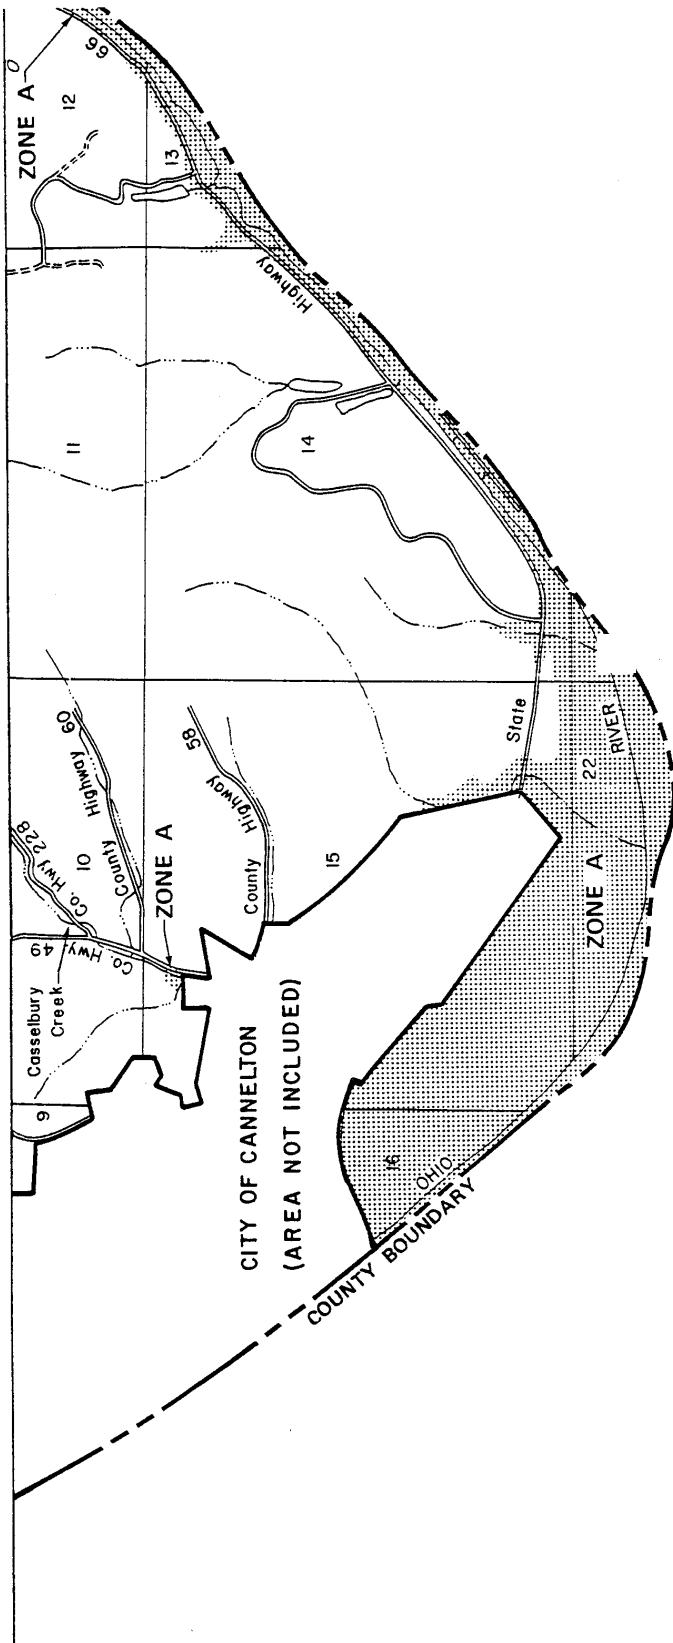 ZONE A
66
12
13
Highway
11
14
State
22
RIVER
ZONE A
County Highway 60
Co. Hwy 228
10
Co. Hwy. 49
Casselbury
Creek
ZONE A
County Highway 58
15
9
CITY OF CANNELTON
(AREA NOT INCLUDED)
16
OHIO
COUNTY BOUNDARY